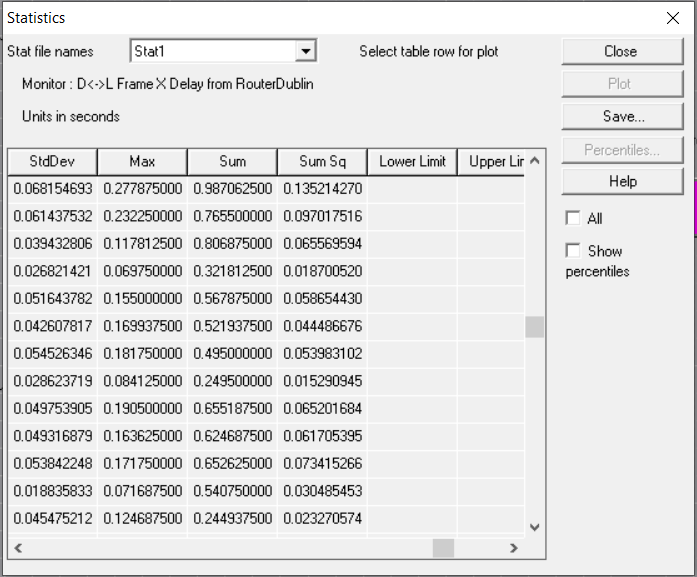 Statistics
Stat file names Stat1 Select table row for plot Close
Monitor : D<->L Frame X Delay from RouterDublin Plot
Units in seconds Save...
Percentiles...
StdDev Max Sum Sum Sq Lower Limit Upper Lir
Help
0.068154693 0.277875000 0.987062500 0.135214270
0.061437532 0.232250000 0.765500000 0.097017516 All
0.039432806 0.117812500 0.806875000 0.065569594 Show
0.026821421 0.069750000 0.321812500 0.018700520 percentiles
0.051643782 0.155000000 0.567875000 0.058654430
0.042607817 0.169937500 0.521937500 0.044486676
0.054526346 0.181750000 0.495000000 0.053983102
0.028623719 0.084125000 0.249500000 0.015290945
0.049753905 0.190500000 0.655187500 0.065201684
0.049316879 0.163625000 0.624687500 0.061705395
0.053842248 0.171750000 0.652625000 0.073415266
0.018835833 0.071687500 0.540750000 0.030485453
0.045475212 0.124687500 0.244937500 0.023270574